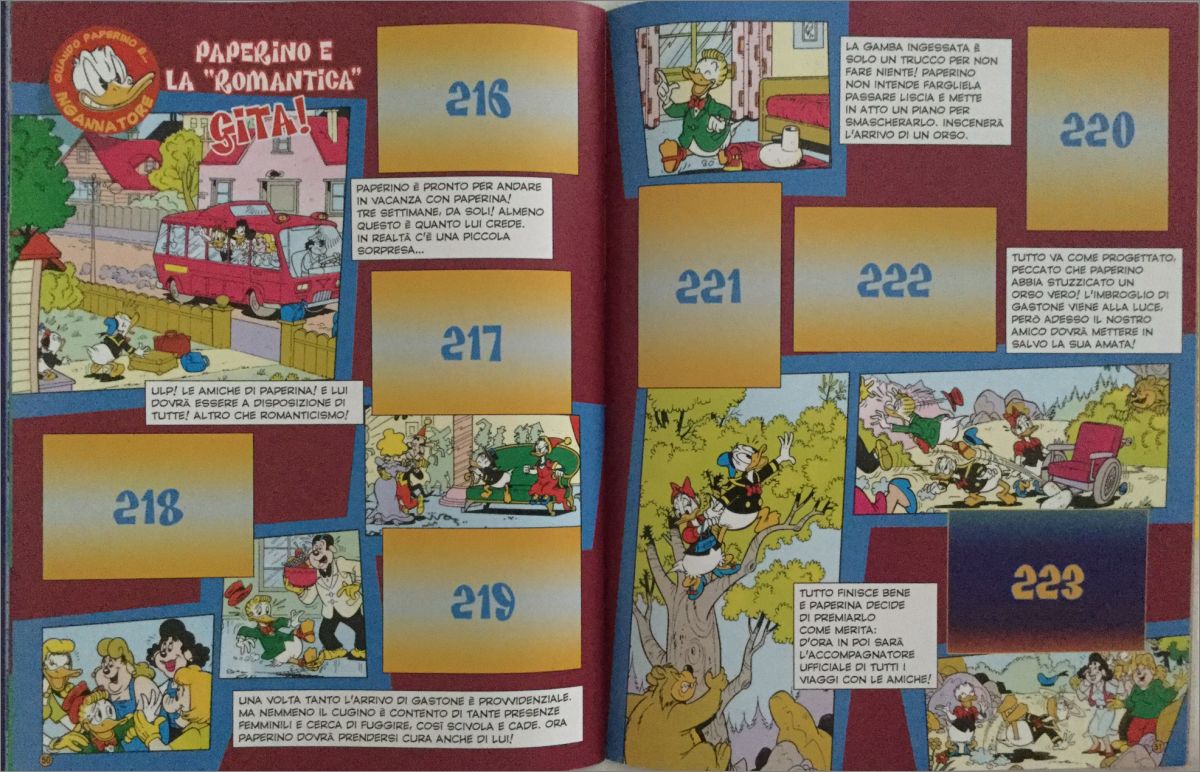 QUANDO PAPERINO È...
INGANNATORE
PAPERINO E
LA "ROMANTICA"
GITA!
216
PAPERINO È PRONTO PER ANDARE
IN VACANZA CON PAPERINA!
TRE SETTIMANE, DA SOLI! ALMENO
QUESTO È QUANTO LUI CREDE.
IN REALTÀ C'È UNA PICCOLA
SORPRESA...
217
ULP! LE AMICHE DI PAPERINA! E LUI
DOVRÀ ESSERE A DISPOSIZIONE DI
TUTTE! ALTRO CHE ROMANTICISMO!
218
219
UNA VOLTA TANTO L'ARRIVO DI GASTONE È PROVVIDENZIALE.
MA NEMMENO IL CUGINO È CONTENTO DI TANTE PRESENZE
FEMMINILI E CERCA DI FUGGIRE, COSÌ SCIVOLA E CADE. ORA
PAPERINO DOVRÀ PRENDERSI CURA ANCHE DI LUI!
50
LA GAMBA INGESSATA È
SOLO UN TRUCCO PER NON
FARE NIENTE! PAPERINO
NON INTENDE FARGLIELA
PASSARE LISCIA E METTE
IN ATTO UN PIANO PER
SMASCHERARLO. INSCENERÀ
L'ARRIVO DI UN ORSO.
220
221
222
TUTTO VA COME PROGETTATO,
PECCATO CHE PAPERINO
ABBIA STUZZICATO UN
ORSO VERO! L'IMBROGLIO DI
GASTONE VIENE ALLA LUCE,
PERÒ ADESSO IL NOSTRO
AMICO DOVRÀ METTERE IN
SALVO LA SUA AMATA!
223
TUTTO FINISCE BENE
E PAPERINA DECIDE
DI PREMIARLO
COME MERITA:
D'ORA IN POI SARÀ
L'ACCOMPAGNATORE
UFFICIALE DI TUTTI I
VIAGGI CON LE AMICHE!
51